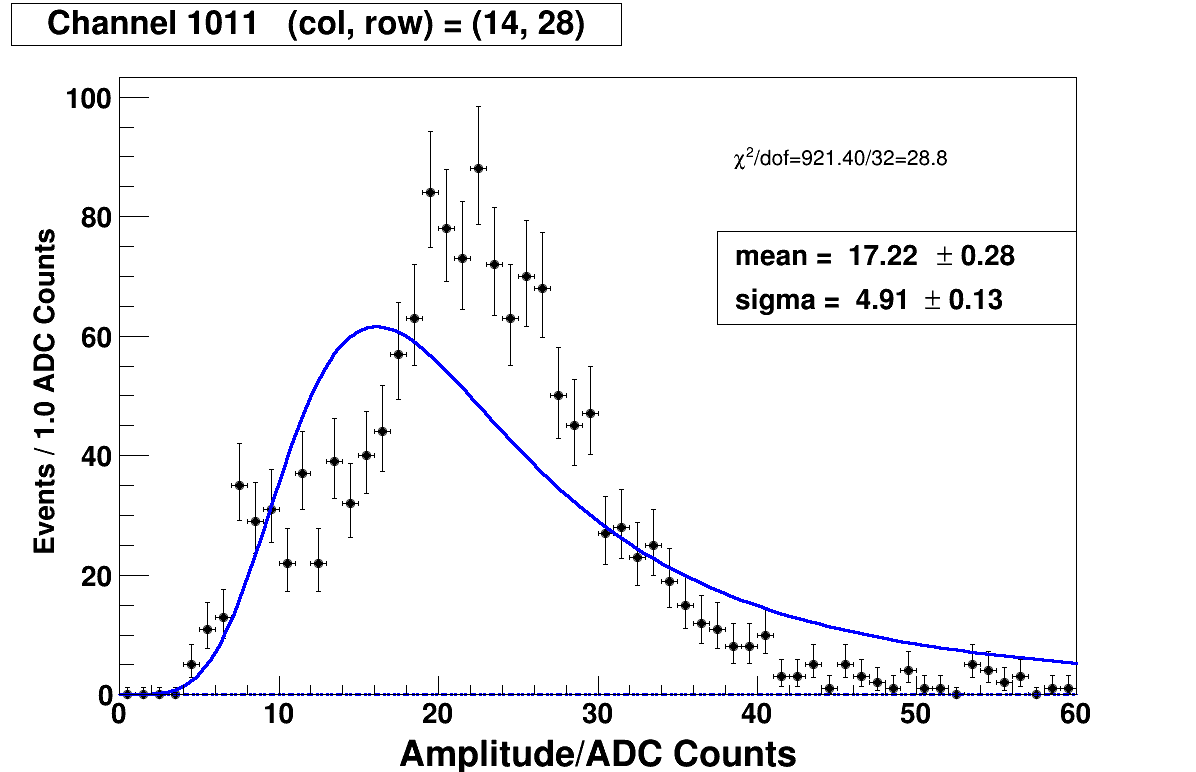 Channel 1011 (col, row) = (14, 28)
χ²/dof=921.40/32=28.8
mean = 17.22 ± 0.28
sigma = 4.91 ± 0.13
Events / 1.0 ADC Counts
100
80
60
40
20
0
0 10 20 30 40 50 60
Amplitude/ADC Counts